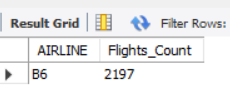 Result Grid Filter Rows:
AIRLINE Flights_Count
B6 2197